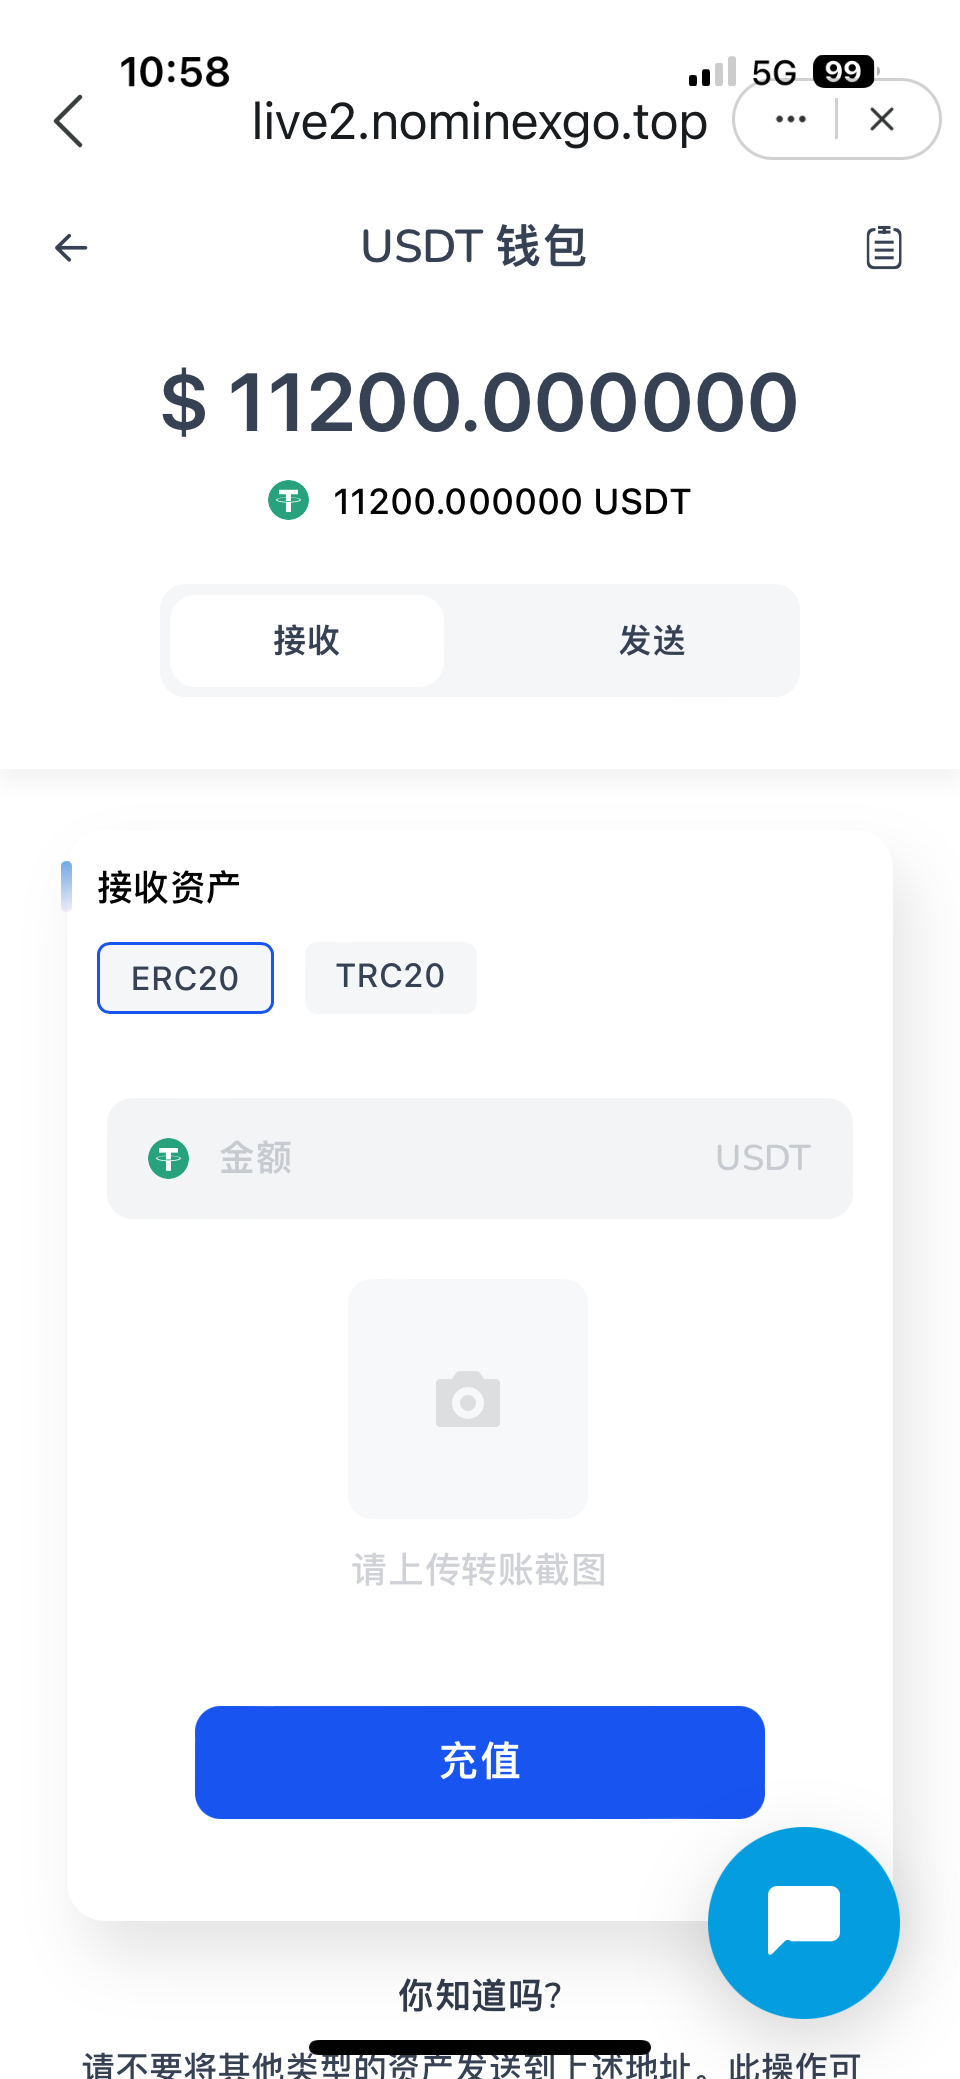 10:58
5G 99
live2.nominexgo.top
USDT 钱包
$ 11200.000000
11200.000000 USDT
接收 发送
接收资产
ERC20 TRC20
金额 USDT
请上传转账截图
充值
你知道吗?
请不要将其他类型的资产发送到上述地址。此操作可